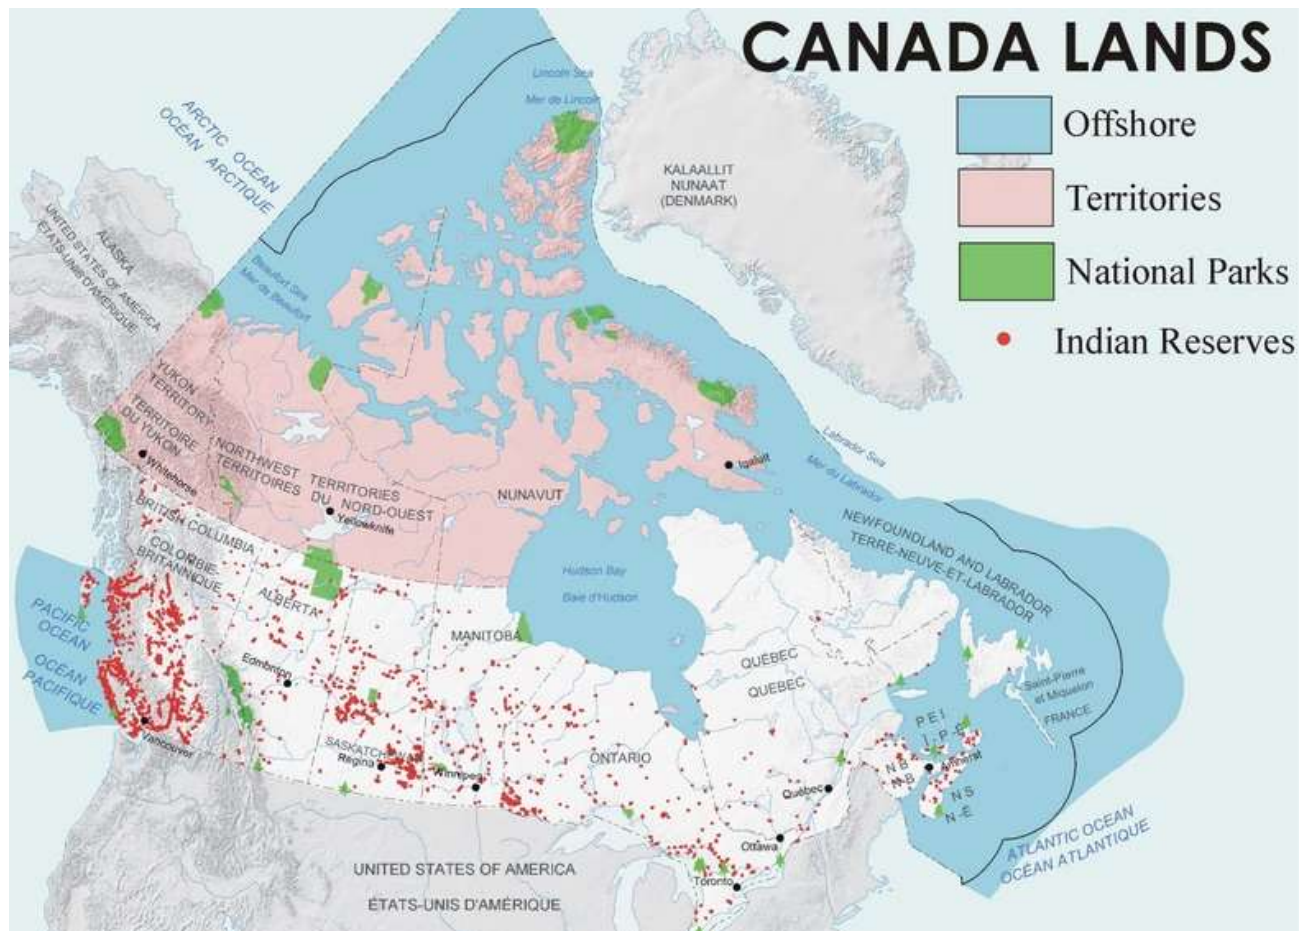 CANADA LANDS
Offshore
Territories
National Parks
Indian Reserves
Lincoln Sea
Mer de Lincoln
ARCTIC OCEAN
OCÉAN ARCTIQUE
KALAALLIT
NUNAAT
(DENMARK)
ALASKA
UNITED STATES OF AMERICA
ÉTATS-UNIS D'AMÉRIQUE
Beaufort Sea
Mer de Beaufort
YUKON
TERRITORY
TERRITOIRE
DU YUKON
Whitehorse
NORTHWEST
TERRITORIES
TERRITOIRES
DU NORD-OUEST
Yellowknife
NUNAVUT
Iqaluit
Labrador Sea
Mer du Labrador
NEWFOUNDLAND AND LABRADOR
TERRE-NEUVE-ET-LABRADOR
BRITISH COLUMBIA
COLOMBIE-
BRITANNIQUE
ALBERTA
Edmonton
Hudson Bay
Baie d'Hudson
MANITOBA
PACIFIC
OCEAN
OCÉAN
PACIFIQUE
Vancouver
SASKATCHEWAN
Regina
Winnipeg
ONTARIO
QUÉBEC
QUEBEC
Saint-Pierre
et Miquelon
FRANCE
P E I
Î.-P.-É
N B
N-B
Amherst
N S
N-É
Québec
Ottawa
Toronto
ATLANTIC OCEAN
OCÉAN ATLANTIQUE
UNITED STATES OF AMERICA
ÉTATS-UNIS D'AMÉRIQUE